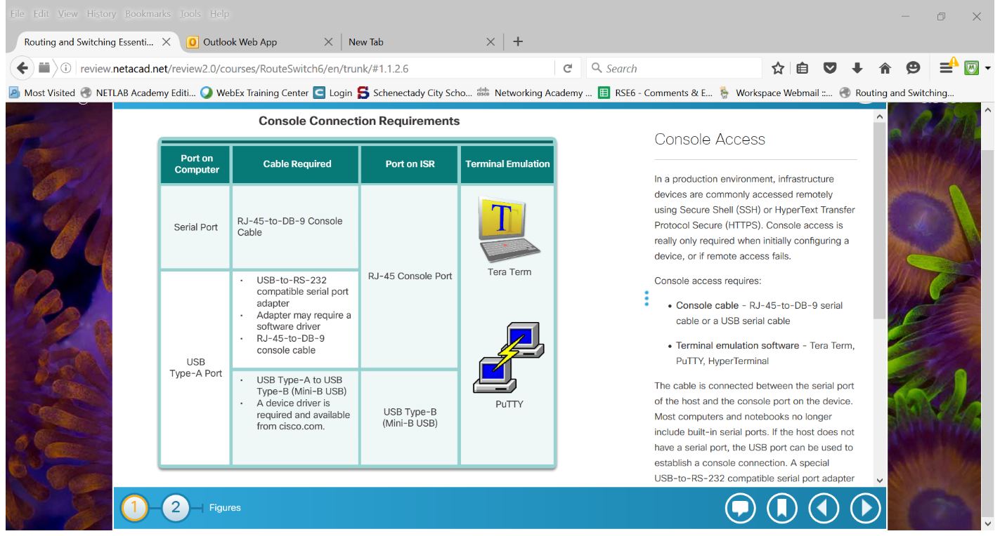 File Edit View History Bookmarks Tools Help
Routing and Switching Essenti...
Outlook Web App
New Tab
review.netacad.net/review2.0/courses/RouteSwitch6/en/trunk/#1.1.2.6
Search
Most Visited
NETLAB Academy Editi...
WebEx Training Center
Login
Schenectady City Scho...
Networking Academy ...
RSE6 - Comments & E...
Workspace Webmail ::...
Routing and Switching...
Console Connection Requirements
Port on
Computer
Cable Required
Port on ISR
Terminal Emulation
Serial Port
RJ-45-to-DB-9 Console
Cable
RJ-45 Console Port
Tera Term
USB
Type-A Port
· USB-to-RS-232
compatible serial port
adapter
· Adapter may require a
software driver
· RJ-45-to-DB-9
console cable
· USB Type-A to USB
Type-B (Mini-B USB)
· A device driver is
required and available
from cisco.com.
USB Type-B
(Mini-B USB)
PuTTY
Console Access
In a production environment, infrastructure
devices are commonly accessed remotely
using Secure Shell (SSH) or HyperText Transfer
Protocol Secure (HTTPS). Console access is
really only required when initially configuring a
device, or if remote access fails.
Console access requires:
• Console cable - RJ-45-to-DB-9 serial
cable or a USB serial cable
• Terminal emulation software - Tera Term,
PuTTY, HyperTerminal
The cable is connected between the serial port
of the host and the console port on the device.
Most computers and notebooks no longer
include built-in serial ports. If the host does not
have a serial port, the USB port can be used to
establish a console connection. A special
USB-to-RS-232 compatible serial port adapter
1
2
Figures